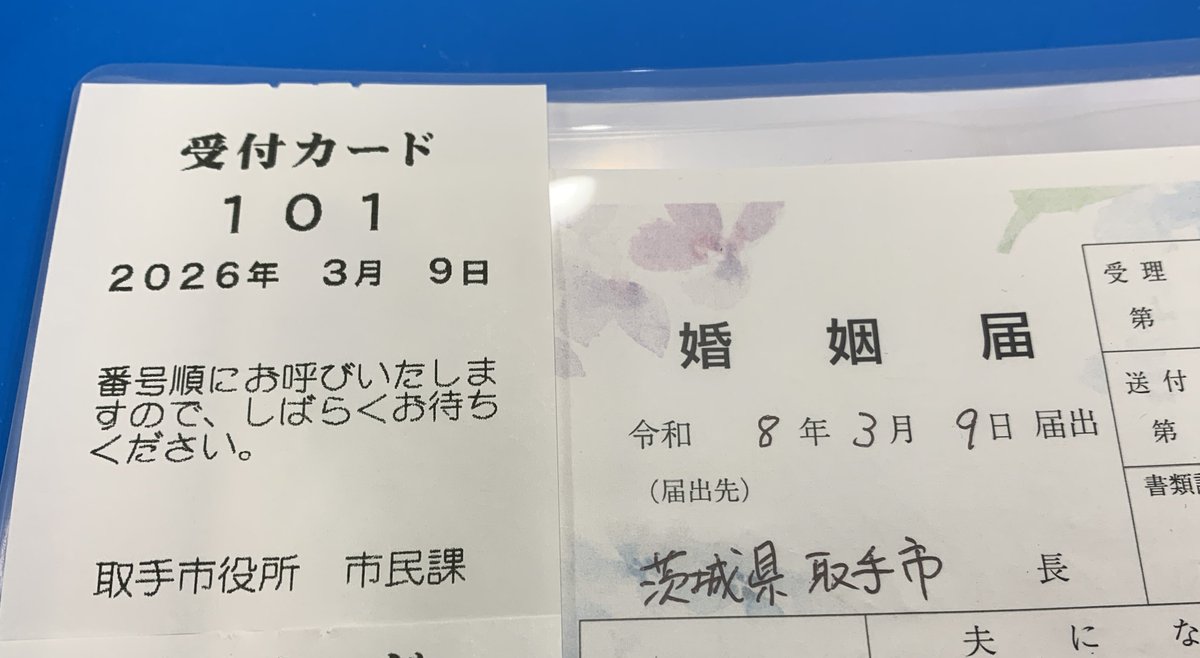 受付カード
１０１
２０２６年　３月　９日
番号順にお呼びいたしま
すので、しばらくお待ち
ください。
取手市役所　市民課
婚姻届
令和 8年3月9日届出
（届出先）
茨城県取手市 長
受理
第
送付
第
書類
夫にな